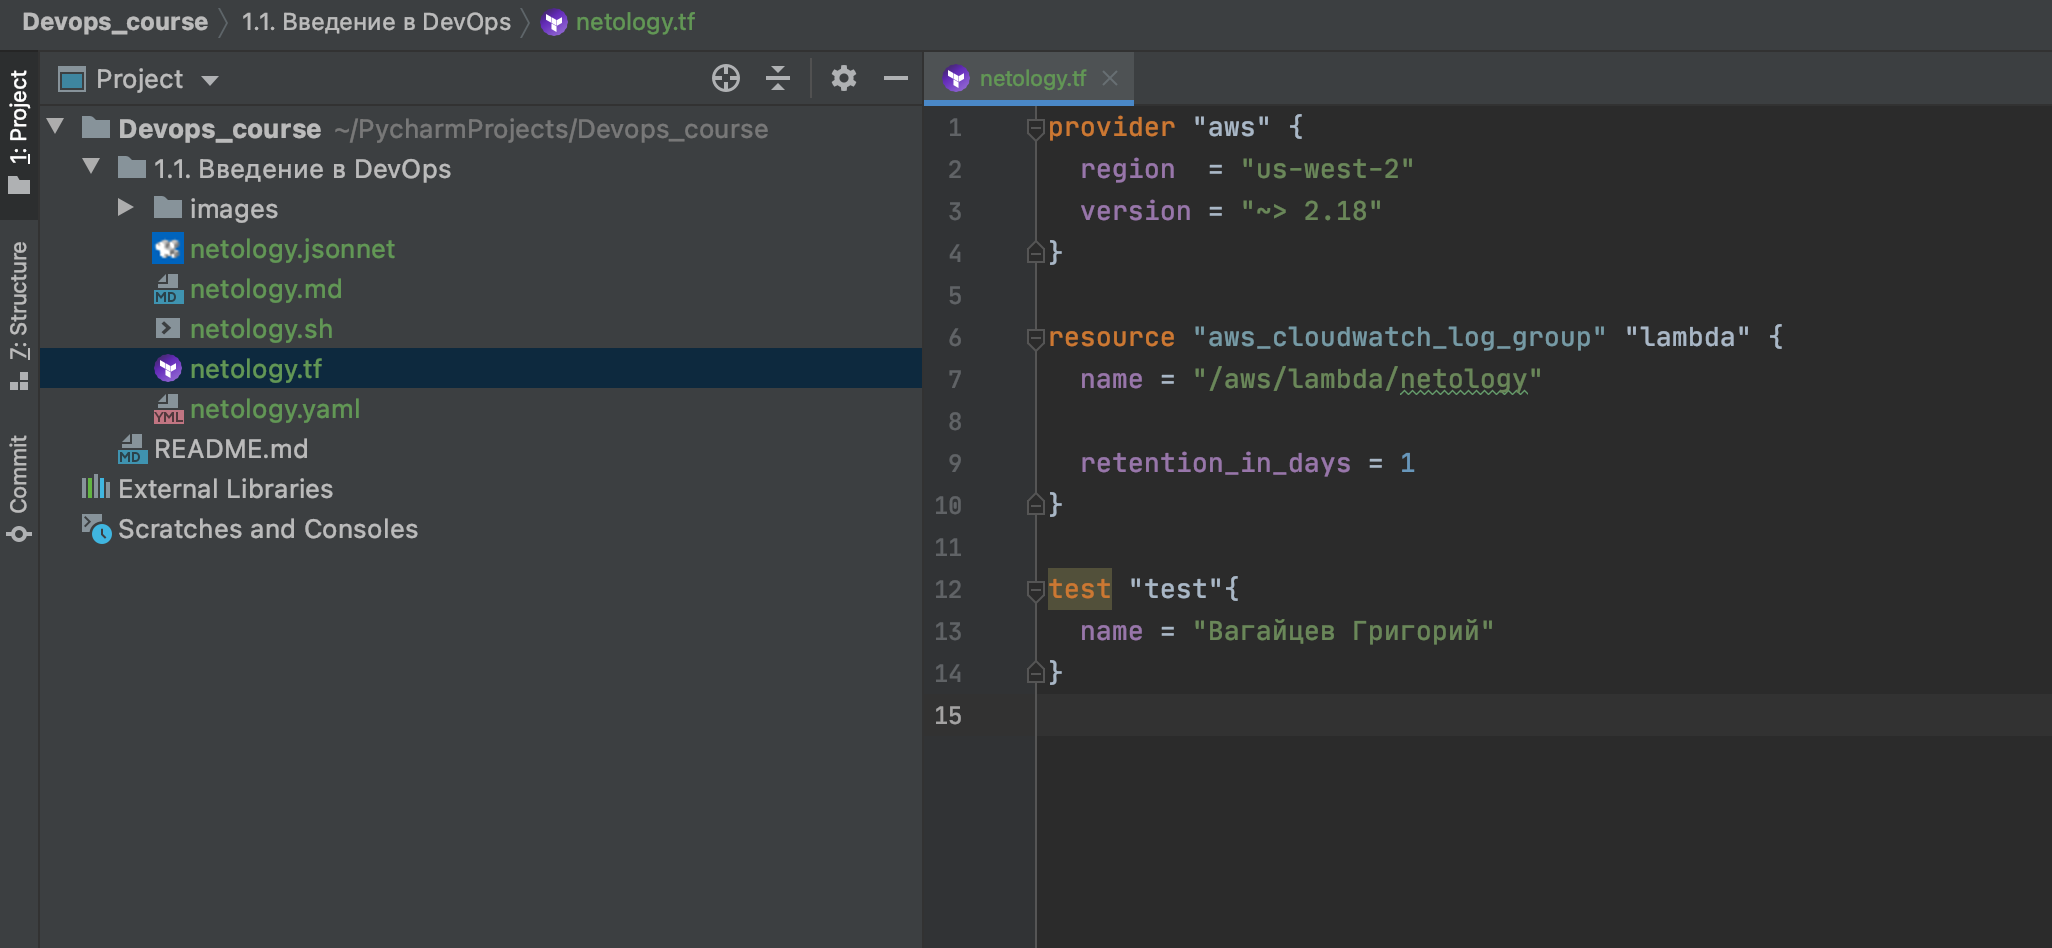 Devops_course 1.1. Введение в DevOps netology.tf
1: Project
7: Structure
Commit
Project
Devops_course ~/PycharmProjects/Devops_course
1.1. Введение в DevOps
images
netology.jsonnet
MD netology.md
netology.sh
netology.tf
YML netology.yaml
MD README.md
External Libraries
Scratches and Consoles
netology.tf
1 provider "aws" {
2 region  = "us-west-2"
3 version = "~> 2.18"
4 }
5
6 resource "aws_cloudwatch_log_group" "lambda" {
7 name = "/aws/lambda/netology"
8
9 retention_in_days = 1
10 }
11
12 test "test"{
13 name = "Вагайцев Григорий"
14 }
15